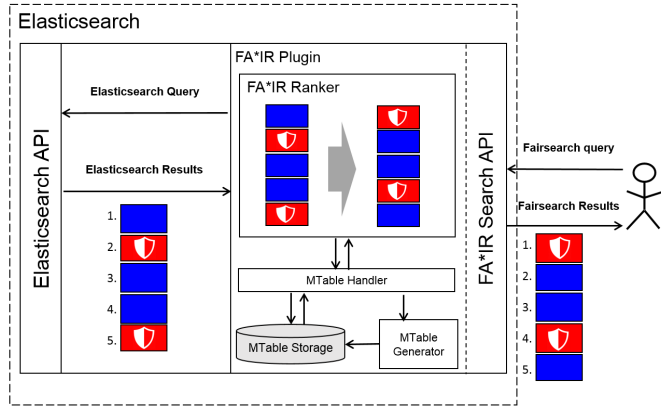 Elasticsearch
FA*IR Plugin
FA*IR Ranker
Elasticsearch API
Elasticsearch Query
Elasticsearch Results
1.
2.
3.
4.
5.
MTable Handler
MTable Storage
MTable
Generator
FA*IR Search API
Fairsearch query
Fairsearch Results
1.
2.
3.
4.
5.